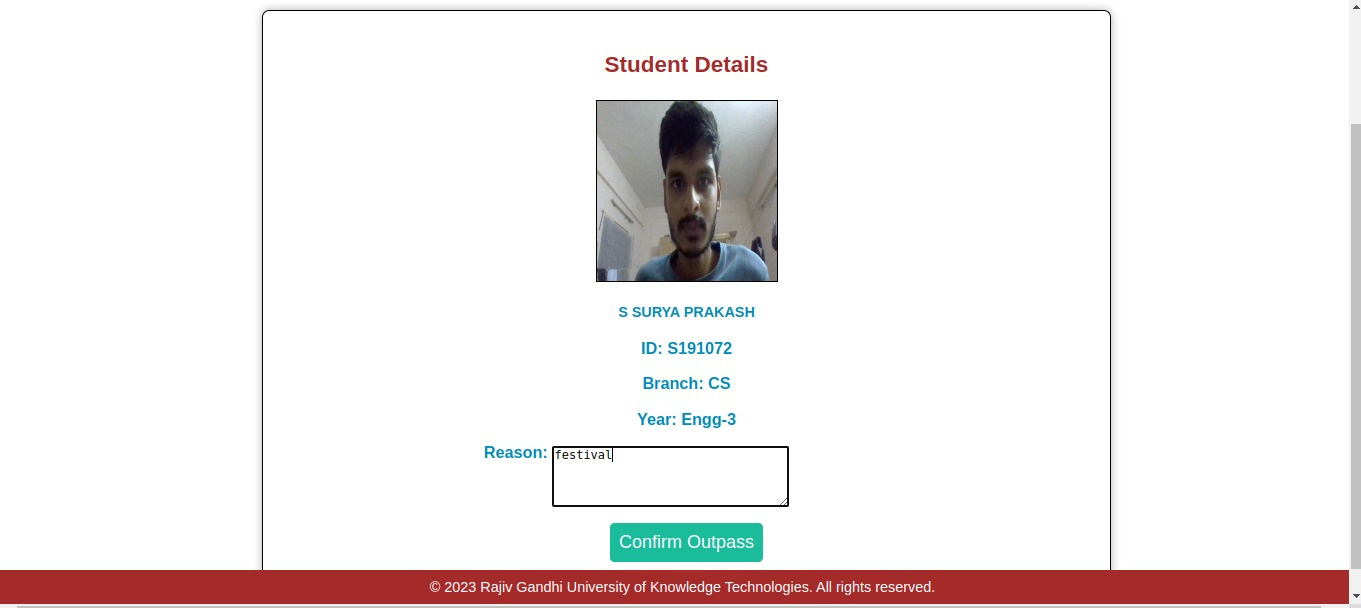 Student Details
S SURYA PRAKASH
ID: S191072
Branch: CS
Year: Engg-3
Reason: festival
Confirm Outpass
© 2023 Rajiv Gandhi University of Knowledge Technologies. All rights reserved.